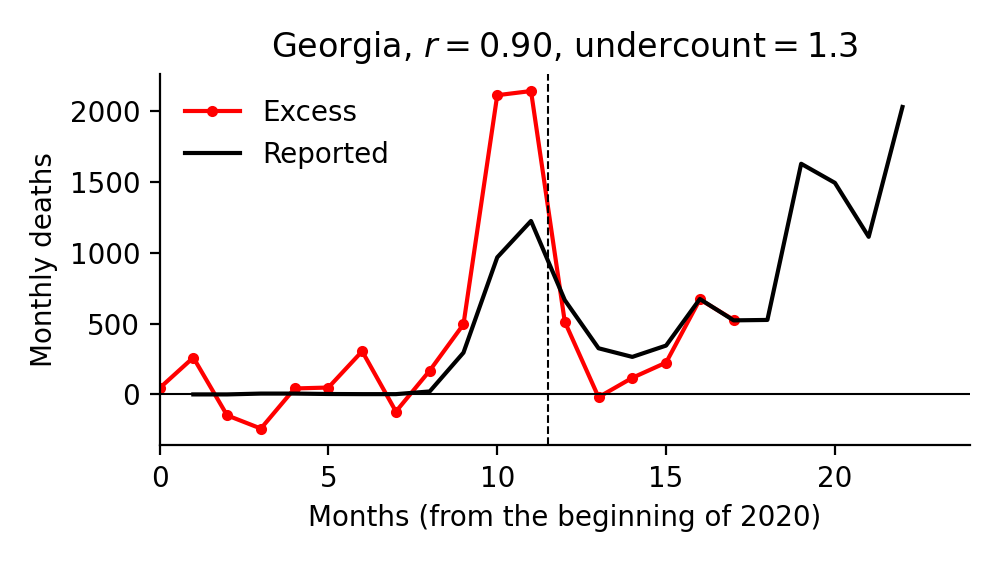 Georgia, r = 0.90, undercount = 1.3
Excess
Reported
Monthly deaths
2000
1500
1000
500
0
0 5 10 15 20
Months (from the beginning of 2020)